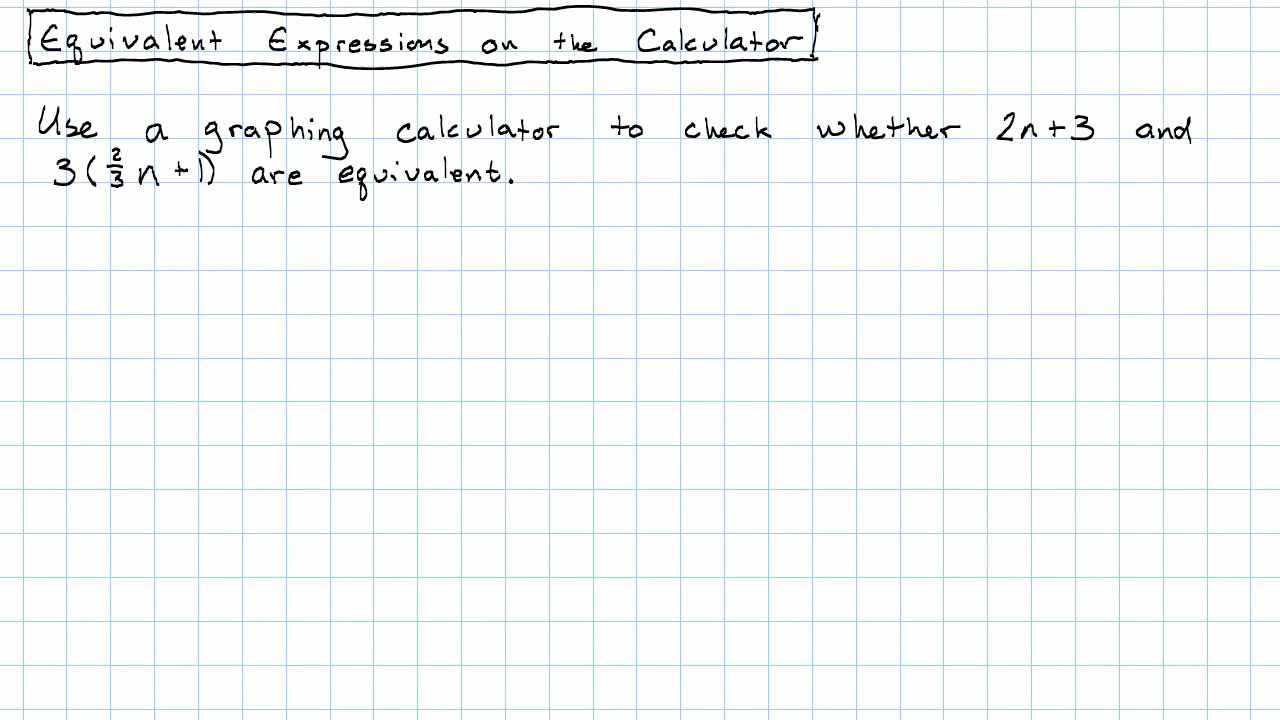 Equivalent Expressions on the Calculator
Use a graphing calculator to check whether 2n+3 and
3(2/3 n + 1) are equivalent.